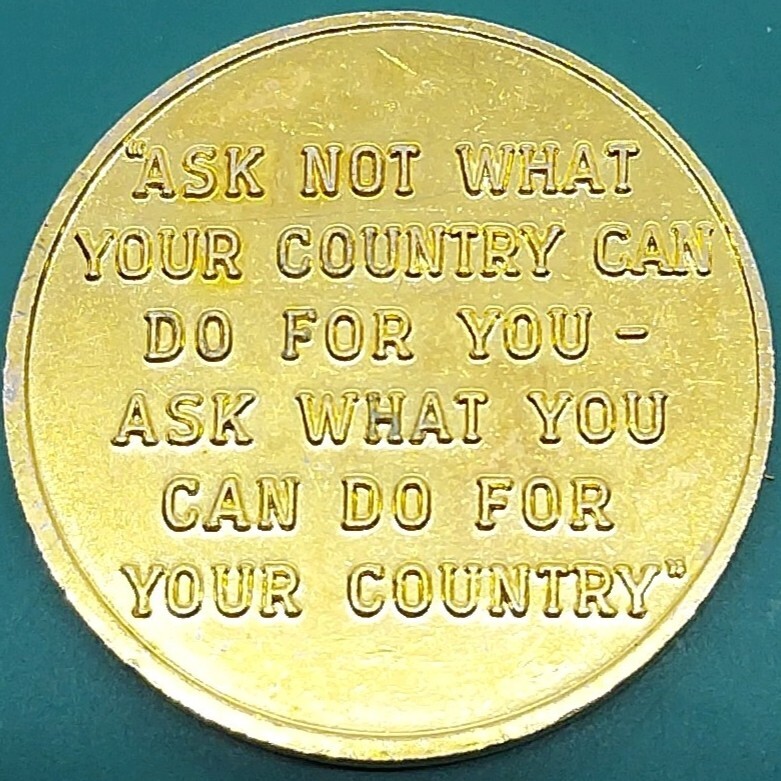 "ASK NOT WHAT
YOUR COUNTRY CAN
DO FOR YOU -
ASK WHAT YOU
CAN DO FOR
YOUR COUNTRY"